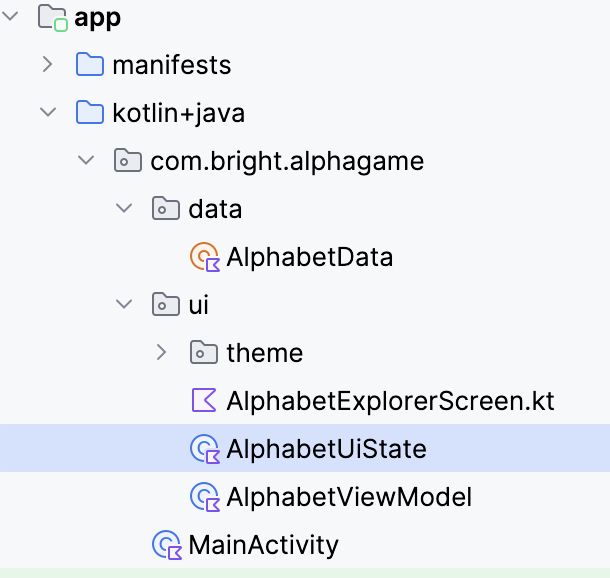 app
manifests
kotlin+java
com.bright.alphagame
data
AlphabetData
ui
theme
AlphabetExplorerScreen.kt
AlphabetUiState
AlphabetViewModel
MainActivity